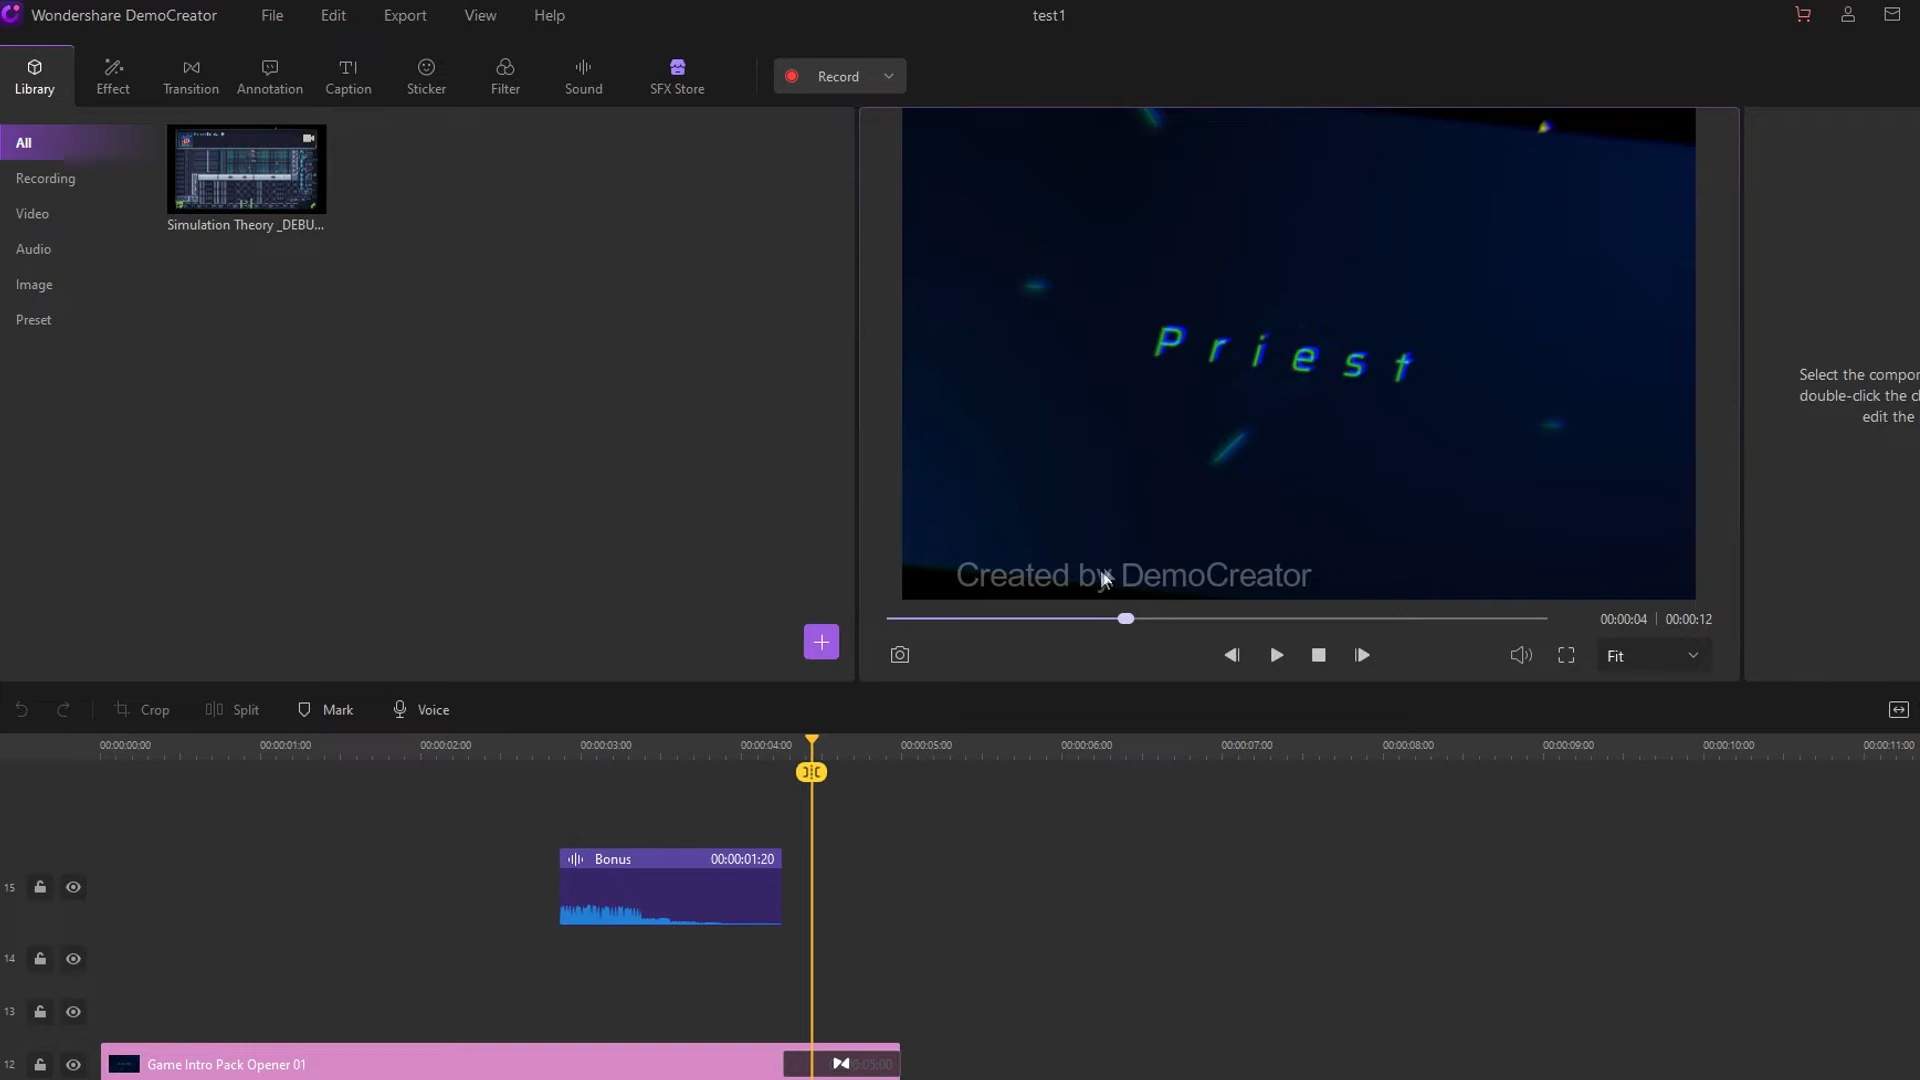 Wondershare DemoCreator File Edit Export View Help test1
Library Effect Transition Annotation Caption Sticker Filter Sound SFX Store Record
All
Recording
Video
Audio
Image
Preset
Simulation Theory _DEBU...
Priest
Created by DemoCreator
Select the compon
double-click the cl
edit the
00:00:04 | 00:00:12
Fit
Crop Split Mark Voice
00:00:00:00 00:00:01:00 00:00:02:00 00:00:03:00 00:00:04:00 00:00:05:00 00:00:06:00 00:00:07:00 00:00:08:00 00:00:09:00 00:00:10:00 00:00:11:00
Bonus 00:00:01:20
15
14
13
12 Game Intro Pack Opener 01